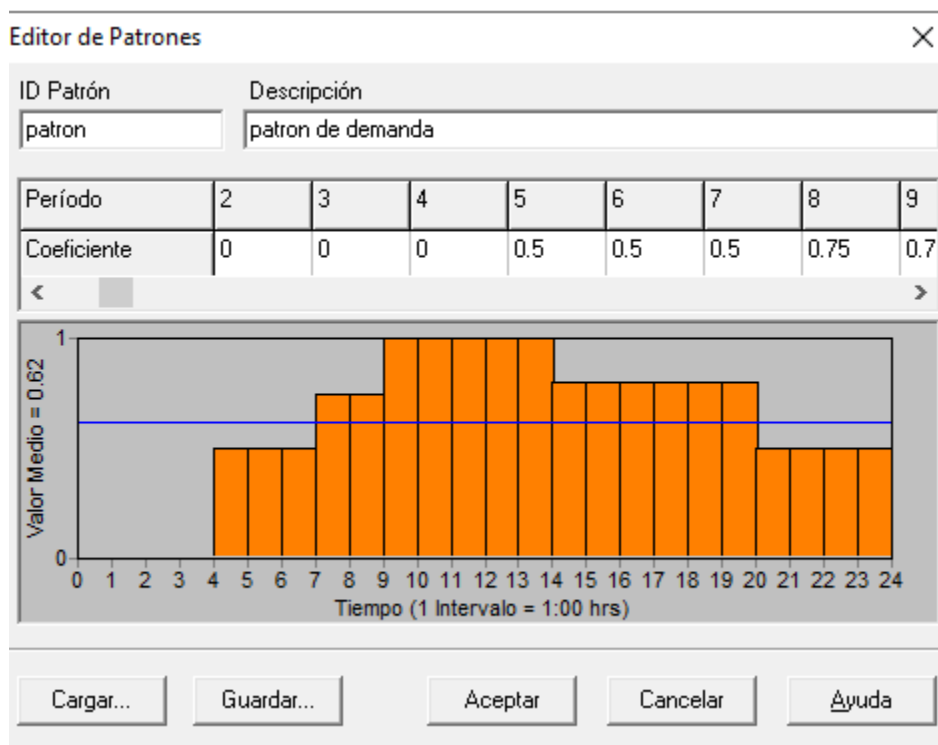 Editor de Patrones
ID Patrón Descripción
patron patron de demanda
Período 2 3 4 5 6 7 8 9
Coeficiente 0 0 0 0.5 0.5 0.5 0.75 0.7
1
Valor Medio = 0.62
0
0 1 2 3 4 5 6 7 8 9 10 11 12 13 14 15 16 17 18 19 20 21 22 23 24
Tiempo (1 Intervalo = 1:00 hrs)
Cargar... Guardar... Aceptar Cancelar Ayuda